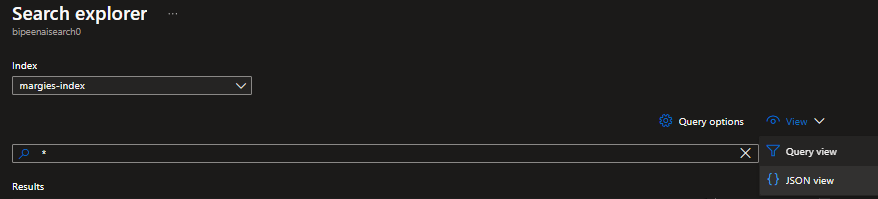 Search explorer ...
bipeenaisearch0
Index
margies-index
Query options View
*
Query view
JSON view
Results